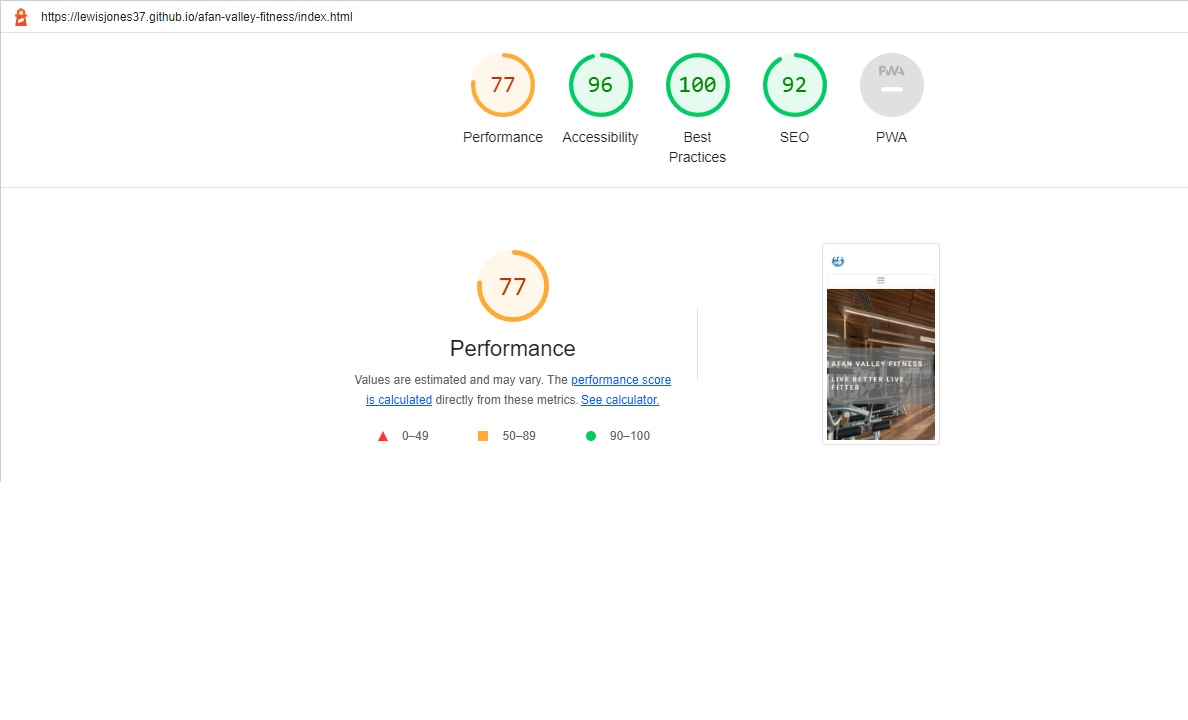 https://lewisjones37.github.io/afan-valley-fitness/index.html
77
96
100
92
PWA
Performance
Accessibility
Best
Practices
SEO
PWA
77
Performance
Values are estimated and may vary. The performance score
is calculated directly from these metrics. See calculator.
0–49
50–89
90–100
AFAN VALLEY FITNESS
LIVE BETTER LIVE
FITTER